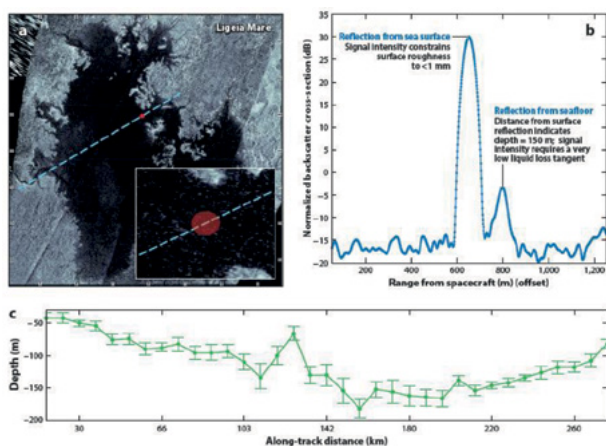 a
Ligeia Mare
b
Reflection from sea surface
Signal intensity constrains
surface roughness
to <1 mm
Reflection from seafloor
Distance from surface
reflection indicates
depth = 150 m; signal
intensity requires a very
low liquid loss tangent
Normalized backscatter cross-section (dB)
35
30
25
20
15
10
5
0
−5
−10
−15
−20
200
400
600
800
1,000
1,200
Range from spacecraft (m) (offset)
c
Depth (m)
−50
−100
−150
−200
30
66
103
142
180
220
260
Along-track distance (km)